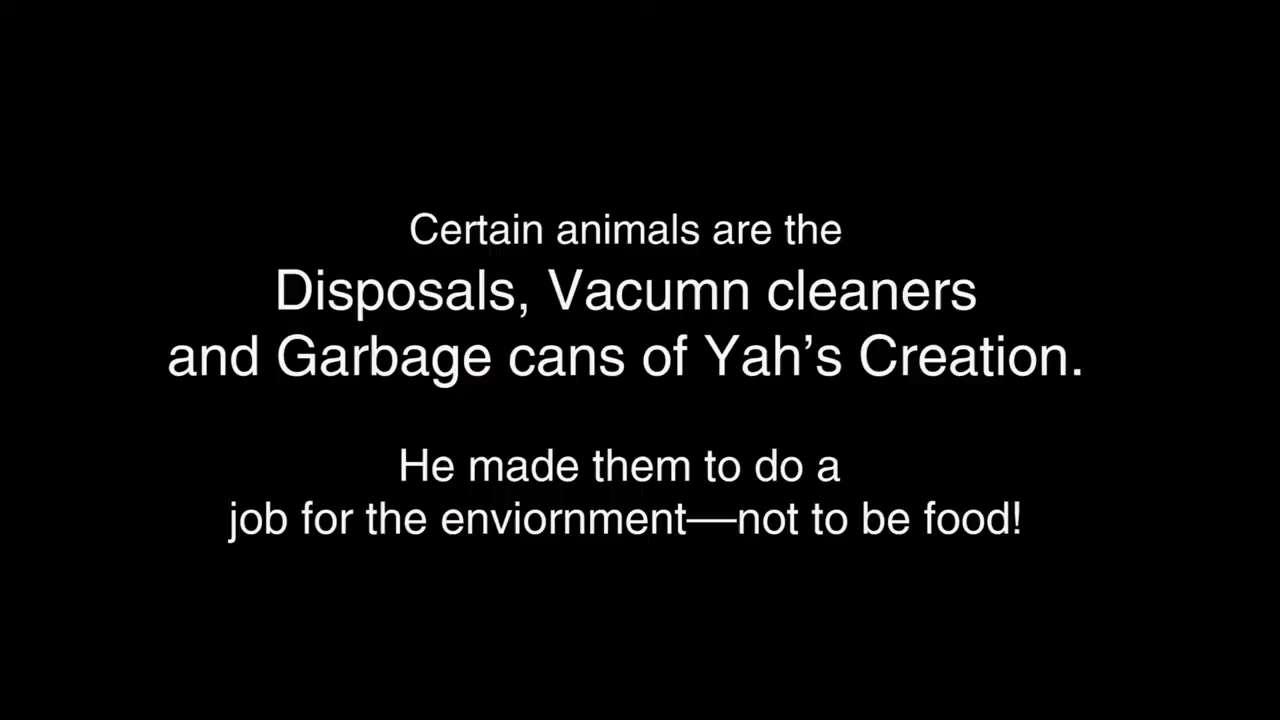 Certain animals are the
Disposals, Vacumn cleaners
and Garbage cans of Yah’s Creation.
He made them to do a
job for the enviornment—not to be food!